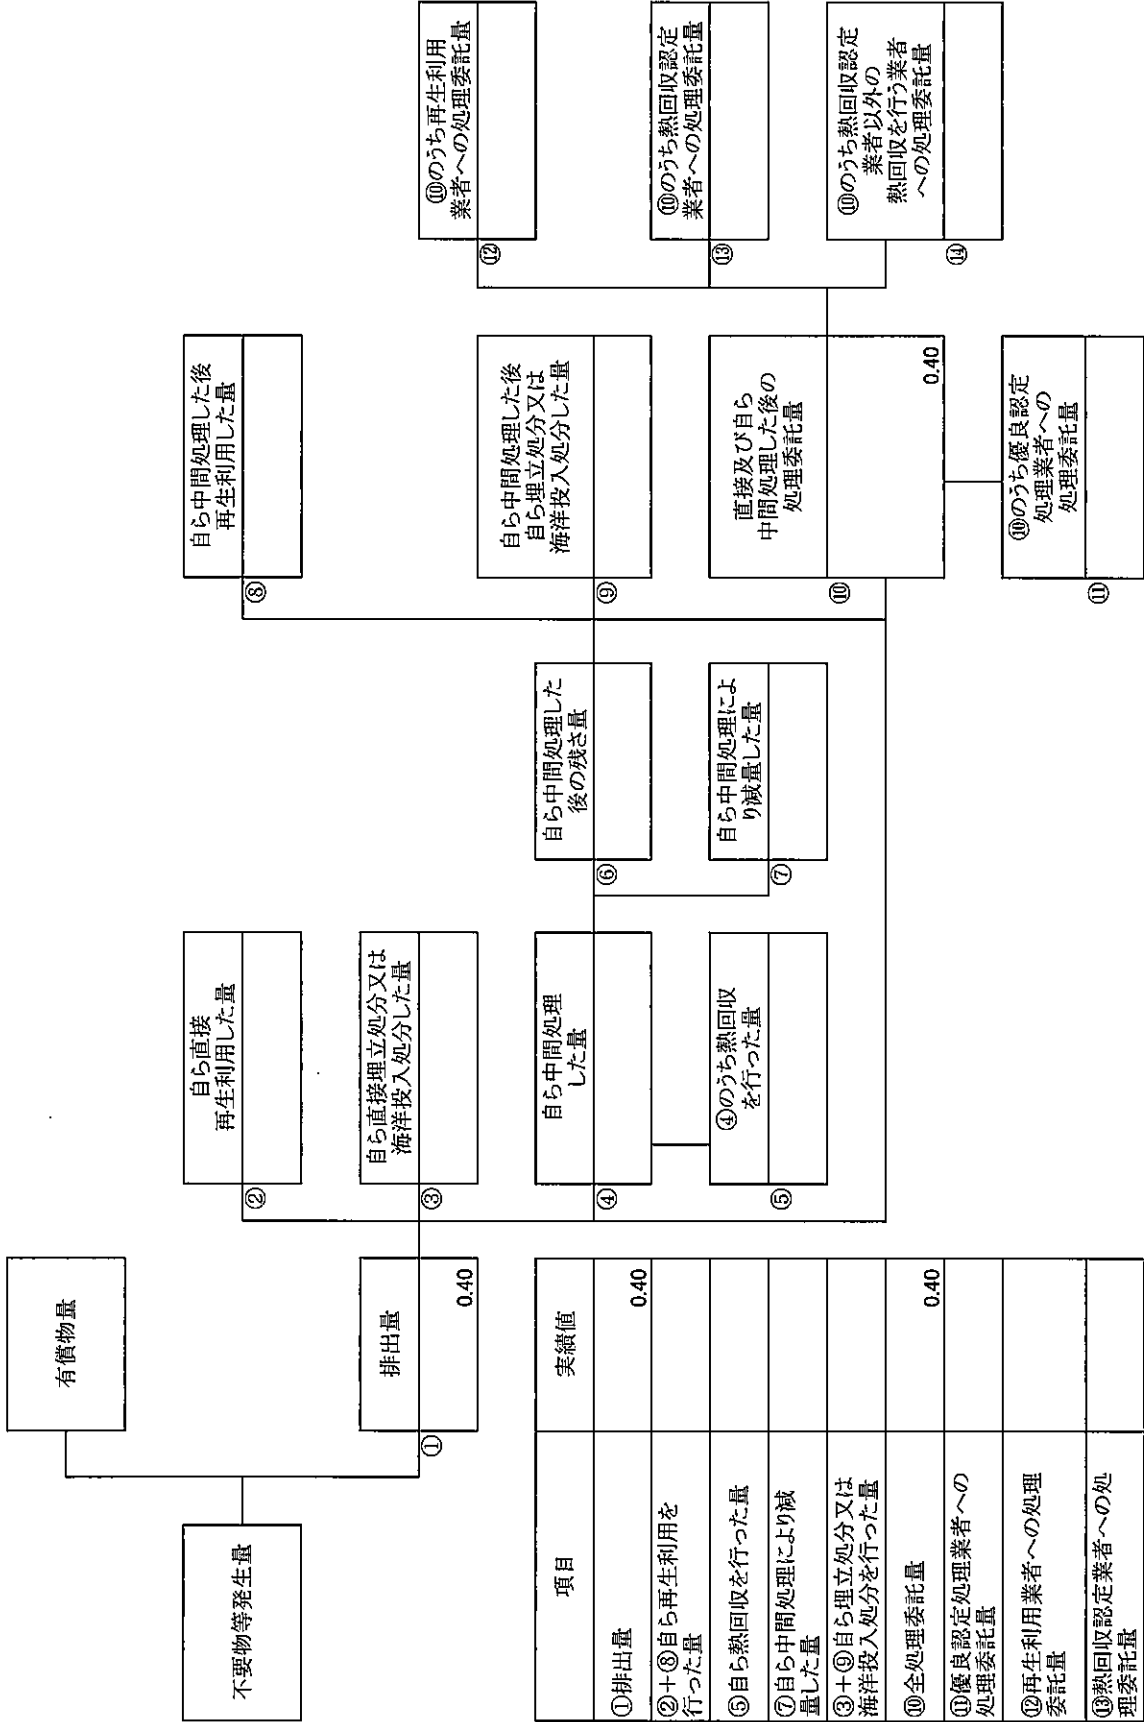 有償物量
不要物等発生量
排出量
①
0.40
自ら直接
再生利用した量
②
自ら直接埋立処分又は
海洋投入処分した量
③
自ら中間処理
した量
④
④のうち熱回収
を行った量
⑤
自ら中間処理した
後の残さ量
⑥
自ら中間処理によ
り減量した量
⑦
自ら中間処理した後
再生利用した量
⑧
自ら中間処理した後
自ら埋立処分又は
海洋投入処分した量
⑨
直接及び自ら
中間処理した後の
処理委託量
⑩
0.40
⑩のうち優良認定
処理業者への
処理委託量
⑪
⑩のうち再生利用
業者への処理委託量
⑫
⑩のうち熱回収認定
業者への処理委託量
⑬
⑩のうち熱回収認定
業者以外の
熱回収を行う業者
への処理委託量
⑭
項目
実績値
①排出量
0.40
②+⑧自ら再生利用を
行った量
⑤自ら熱回収を行った量
⑦自ら中間処理により減
量した量
③+⑨自ら埋立処分又は
海洋投入処分を行った量
⑩全処理委託量
0.40
⑪優良認定処理業者への
処理委託量
⑫再生利用業者への処理
委託量
⑬熱回収認定業者への処
理委託量